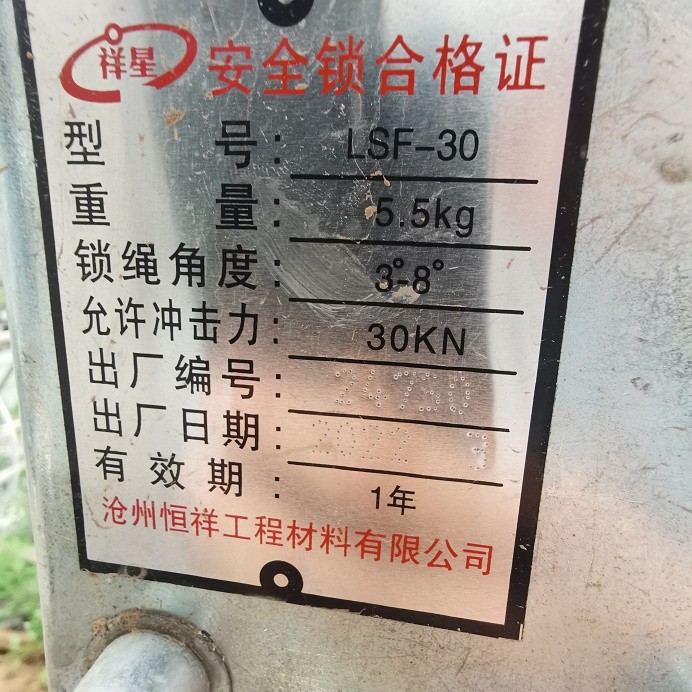 祥星 安全锁合格证
型号: LSF-30
重量: 5.5kg
锁绳角度: 3°-8°
允许冲击力: 30KN
出厂编号:
出厂日期:
有效期: 1年
沧州恒祥工程材料有限公司